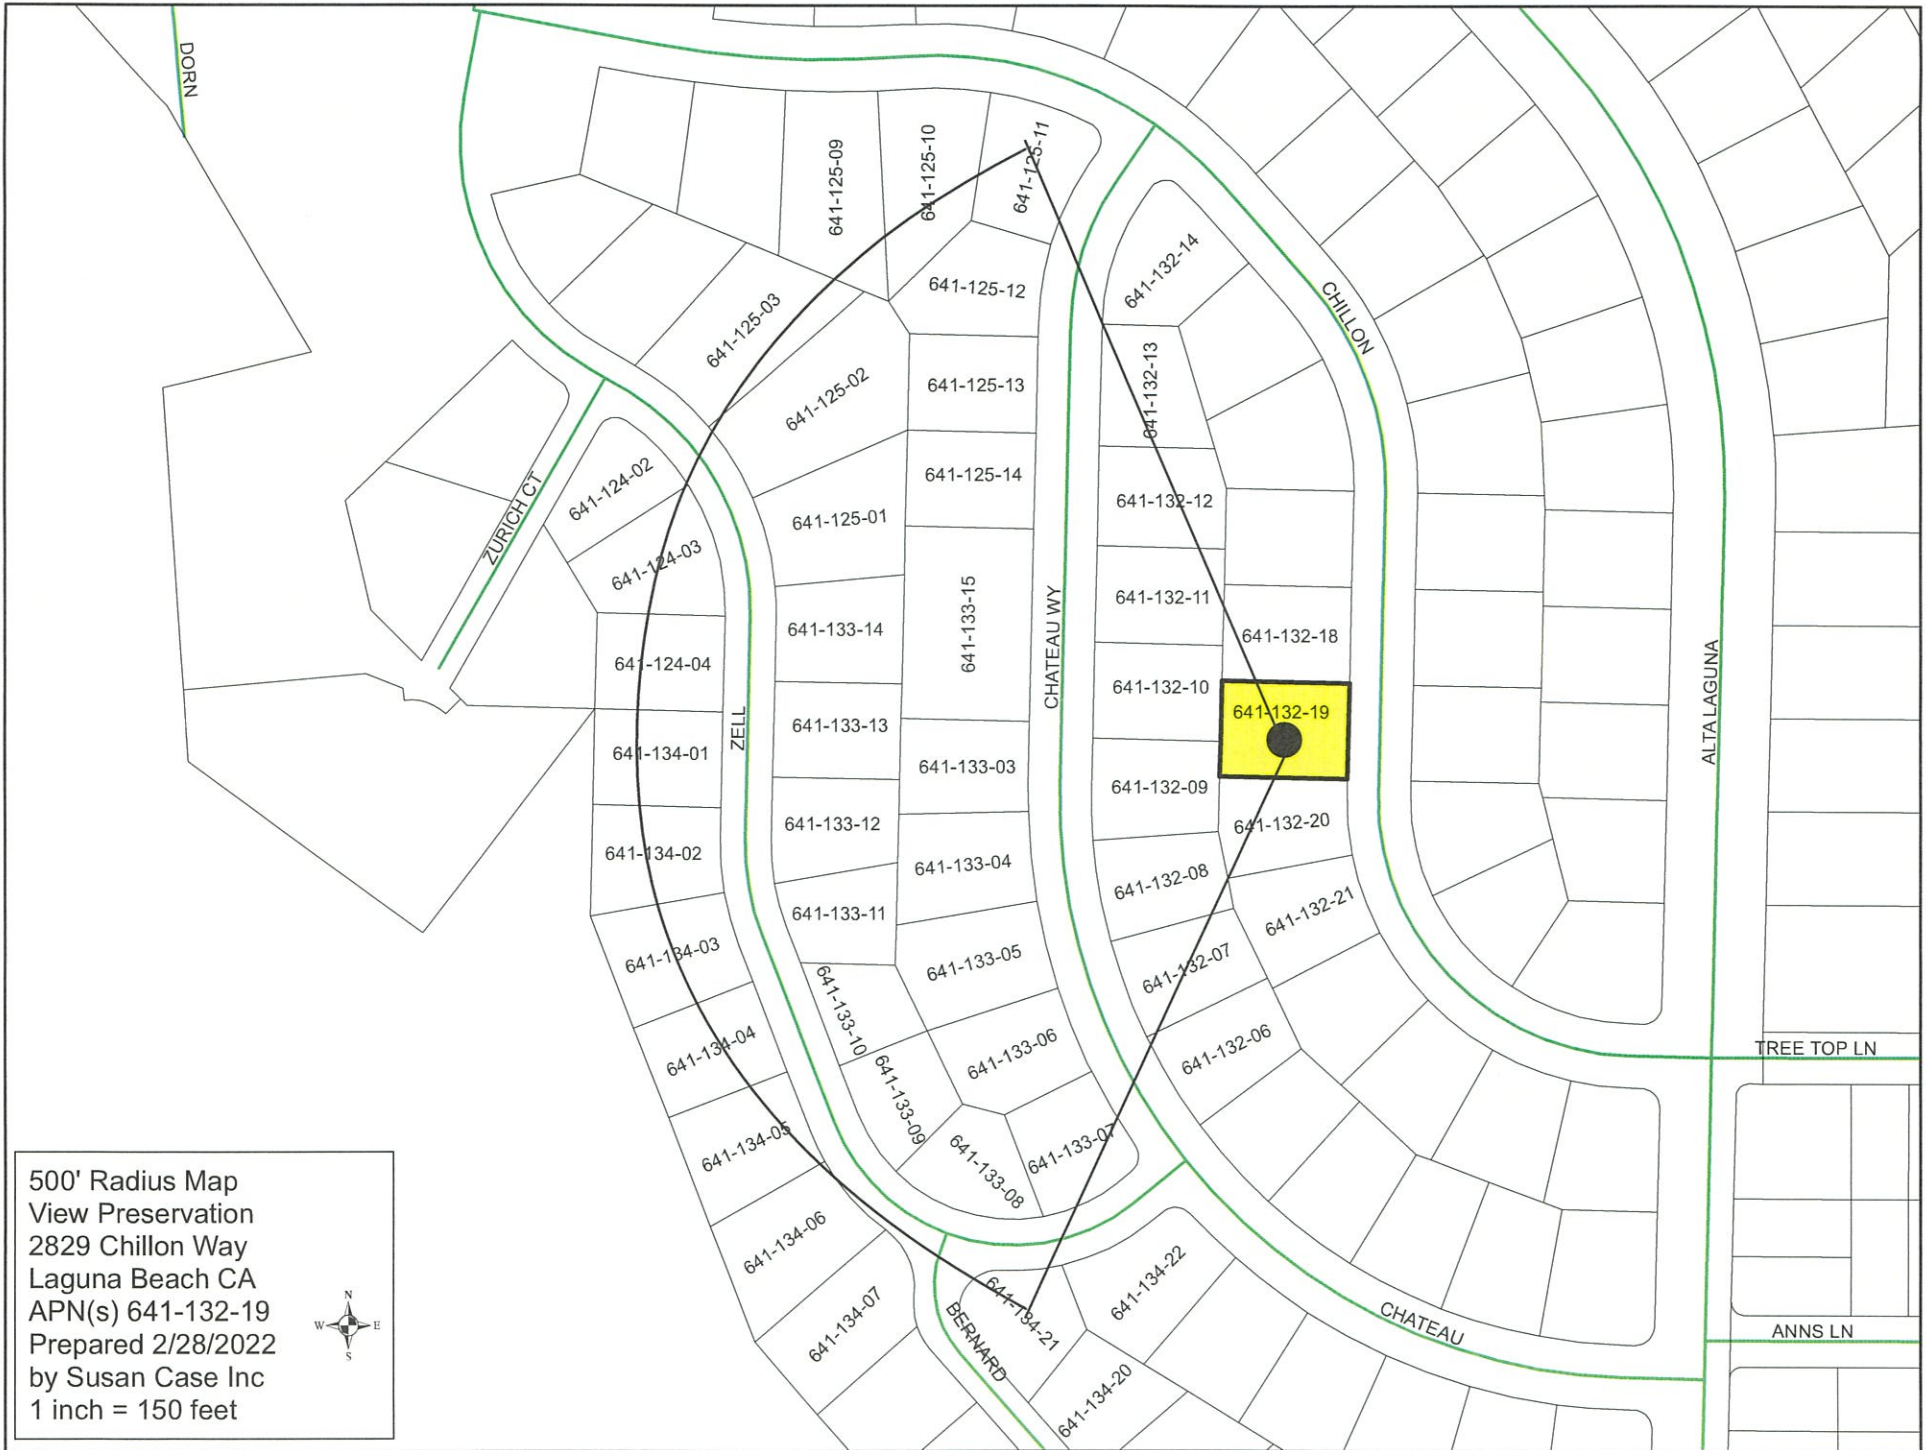 DORN
641-125-09
641-125-10
641-125-11
641-132-14
641-125-12
CHILLON
641-125-03
641-132-13
641-125-13
641-125-02
641-125-14
641-124-02
641-132-12
ZURICH CT
641-125-01
641-124-03
641-133-15
CHATEAU WY
641-132-11
641-133-14
641-132-18
641-124-04
641-132-10
ALTA LAGUNA
641-132-19
ZELL
641-133-13
641-134-01
641-133-03
641-132-09
641-133-12
641-132-20
641-134-02
641-133-04
641-132-08
641-133-11
641-132-21
641-134-03
641-133-05
641-132-07
641-133-10
641-134-04
641-133-06
641-132-06
TREE TOP LN
641-133-09
641-134-05
641-133-08
641-133-07
641-134-06
641-134-22
641-134-07
641-134-21
BERNARD
CHATEAU
ANNS LN
641-134-20
500' Radius Map
View Preservation
2829 Chillon Way
Laguna Beach CA
APN(s) 641-132-19
Prepared 2/28/2022
by Susan Case Inc
1 inch = 150 feet
N
W E
S